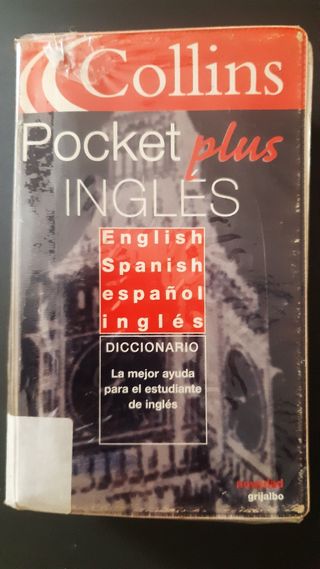 Collins
Pocket plus
INGLÉS
English
Spanish
español
inglés
DICCIONARIO
La mejor ayuda
para el estudiante
de inglés
grijalbo